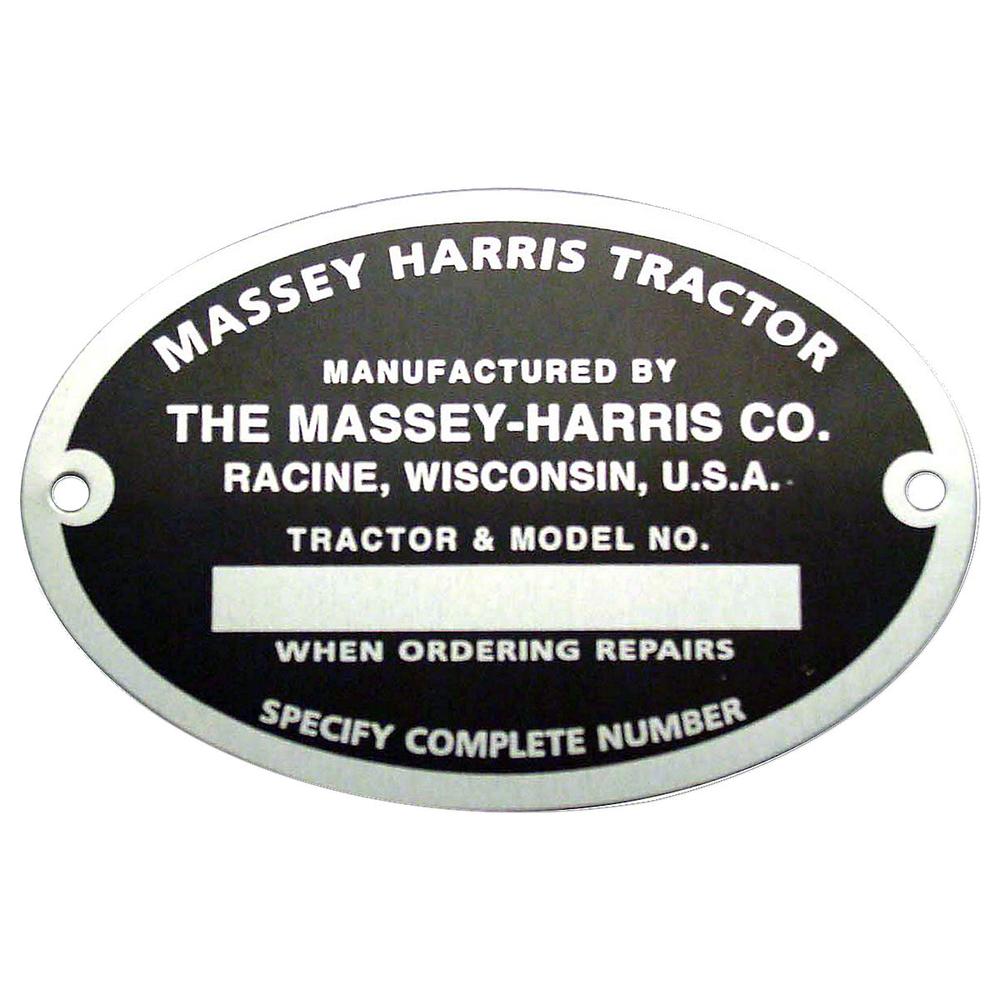 MASSEY HARRIS TRACTOR
MANUFACTURED BY
THE MASSEY-HARRIS CO.
RACINE, WISCONSIN, U.S.A.
TRACTOR & MODEL NO.
WHEN ORDERING REPAIRS
SPECIFY COMPLETE NUMBER